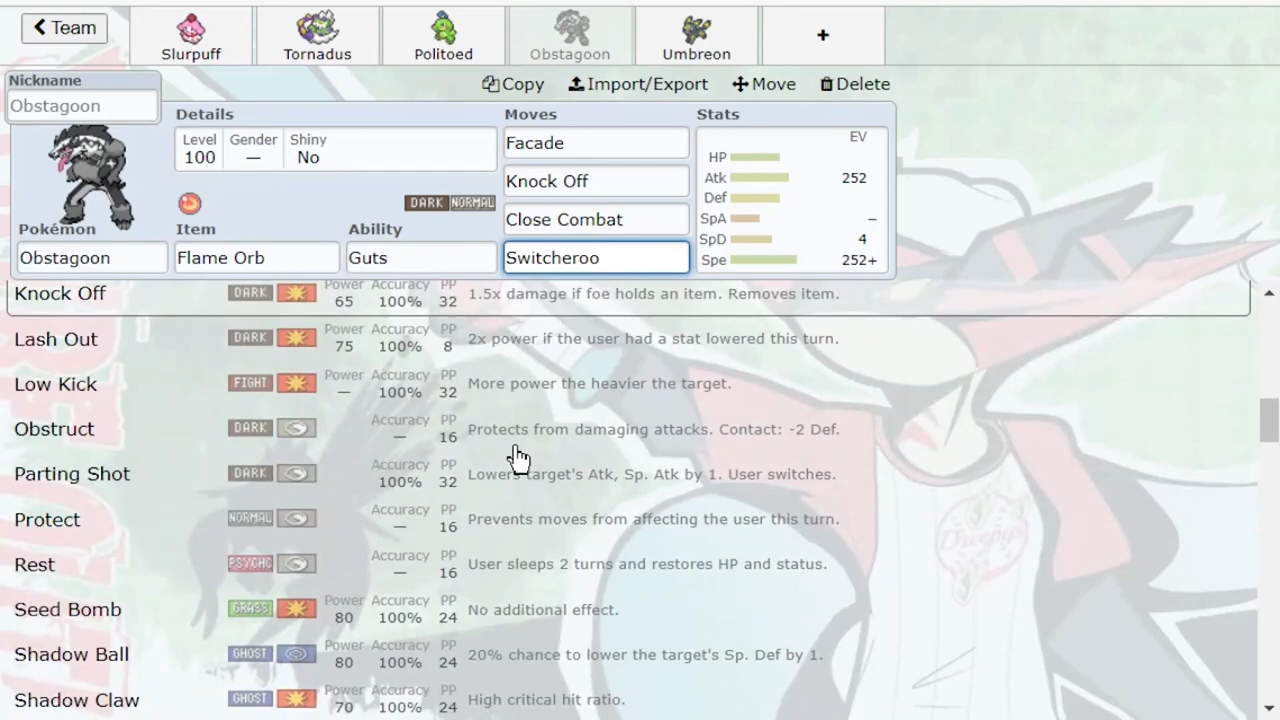 Team
Slurpuff
Tornadus
Politoed
Obstagoon
Umbreon
+
Copy
Import/Export
Move
Delete
Nickname
Obstagoon
Details
Level Gender Shiny
100 — No
DARK NORMAL
Pokémon
Obstagoon
Item
Flame Orb
Ability
Guts
Moves
Facade
Knock Off
Close Combat
Switcheroo
Stats
EV
HP
Atk 252
Def
SpA –
SpD 4
Spe 252+
Knock Off DARK Power 65 Accuracy 100% PP 32 1.5x damage if foe holds an item. Removes item.
Lash Out DARK Power 75 Accuracy 100% PP 8 2x power if the user had a stat lowered this turn.
Low Kick FIGHT Power — Accuracy 100% PP 32 More power the heavier the target.
Obstruct DARK Accuracy — PP 16 Protects from damaging attacks. Contact: -2 Def.
Parting Shot DARK Accuracy 100% PP 32 Lowers target's Atk, Sp. Atk by 1. User switches.
Protect NORMAL Accuracy — PP 16 Prevents moves from affecting the user this turn.
Rest PSYCHC Accuracy — PP 16 User sleeps 2 turns and restores HP and status.
Seed Bomb GRASS Power 80 Accuracy 100% PP 24 No additional effect.
Shadow Ball GHOST Power 80 Accuracy 100% PP 24 20% chance to lower the target's Sp. Def by 1.
Shadow Claw GHOST Power 70 Accuracy 100% PP 24 High critical hit ratio.